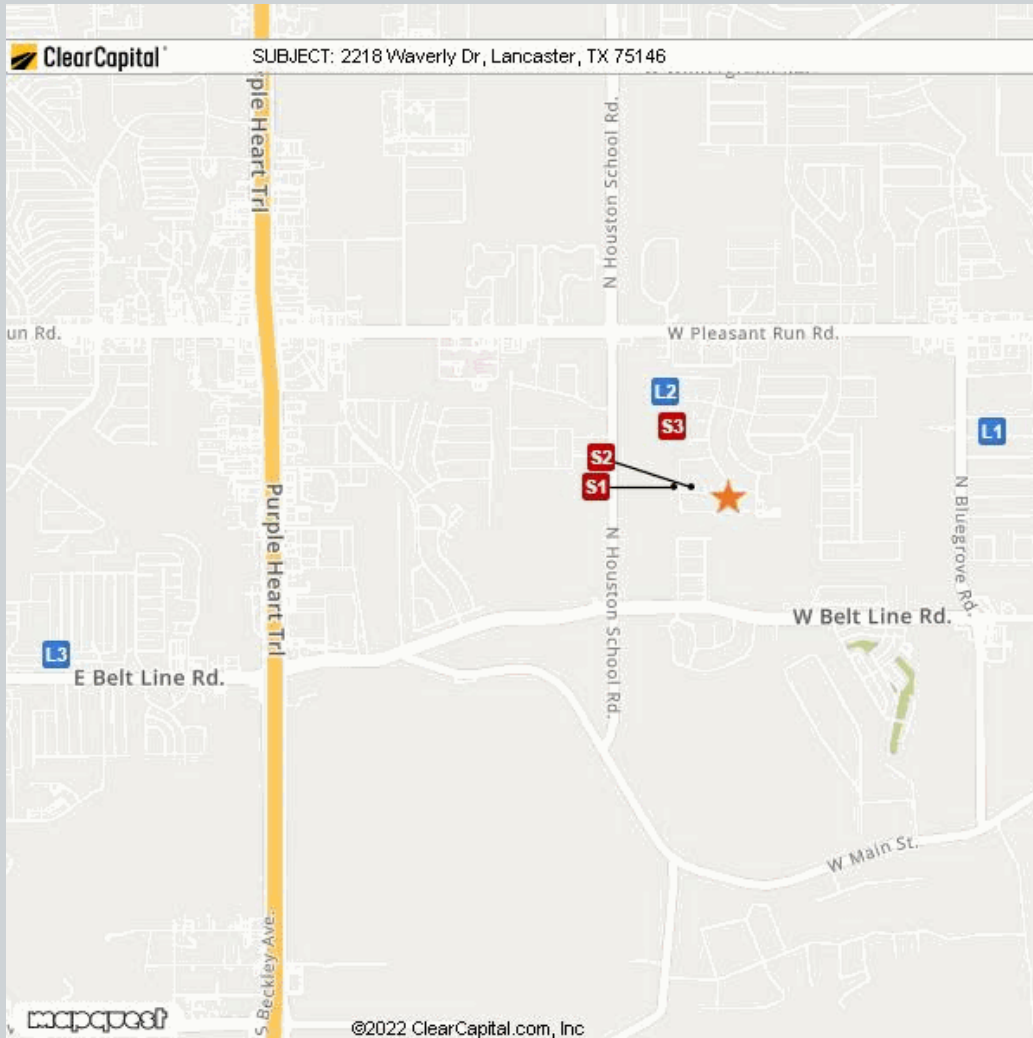 ClearCapital
SUBJECT: 2218 Waverly Dr, Lancaster, TX 75146
ple Heart Trl
N Houston School Rd.
un Rd.
W Pleasant Run Rd.
L2
S3
L1
S2
S1
Purple Heart Trl
N Bluegrove Rd.
N Houston School Rd.
W Belt Line Rd.
L3
E Belt Line Rd.
W Main St.
S Beckley Ave.
mapquest
©2022 ClearCapital.com, Inc